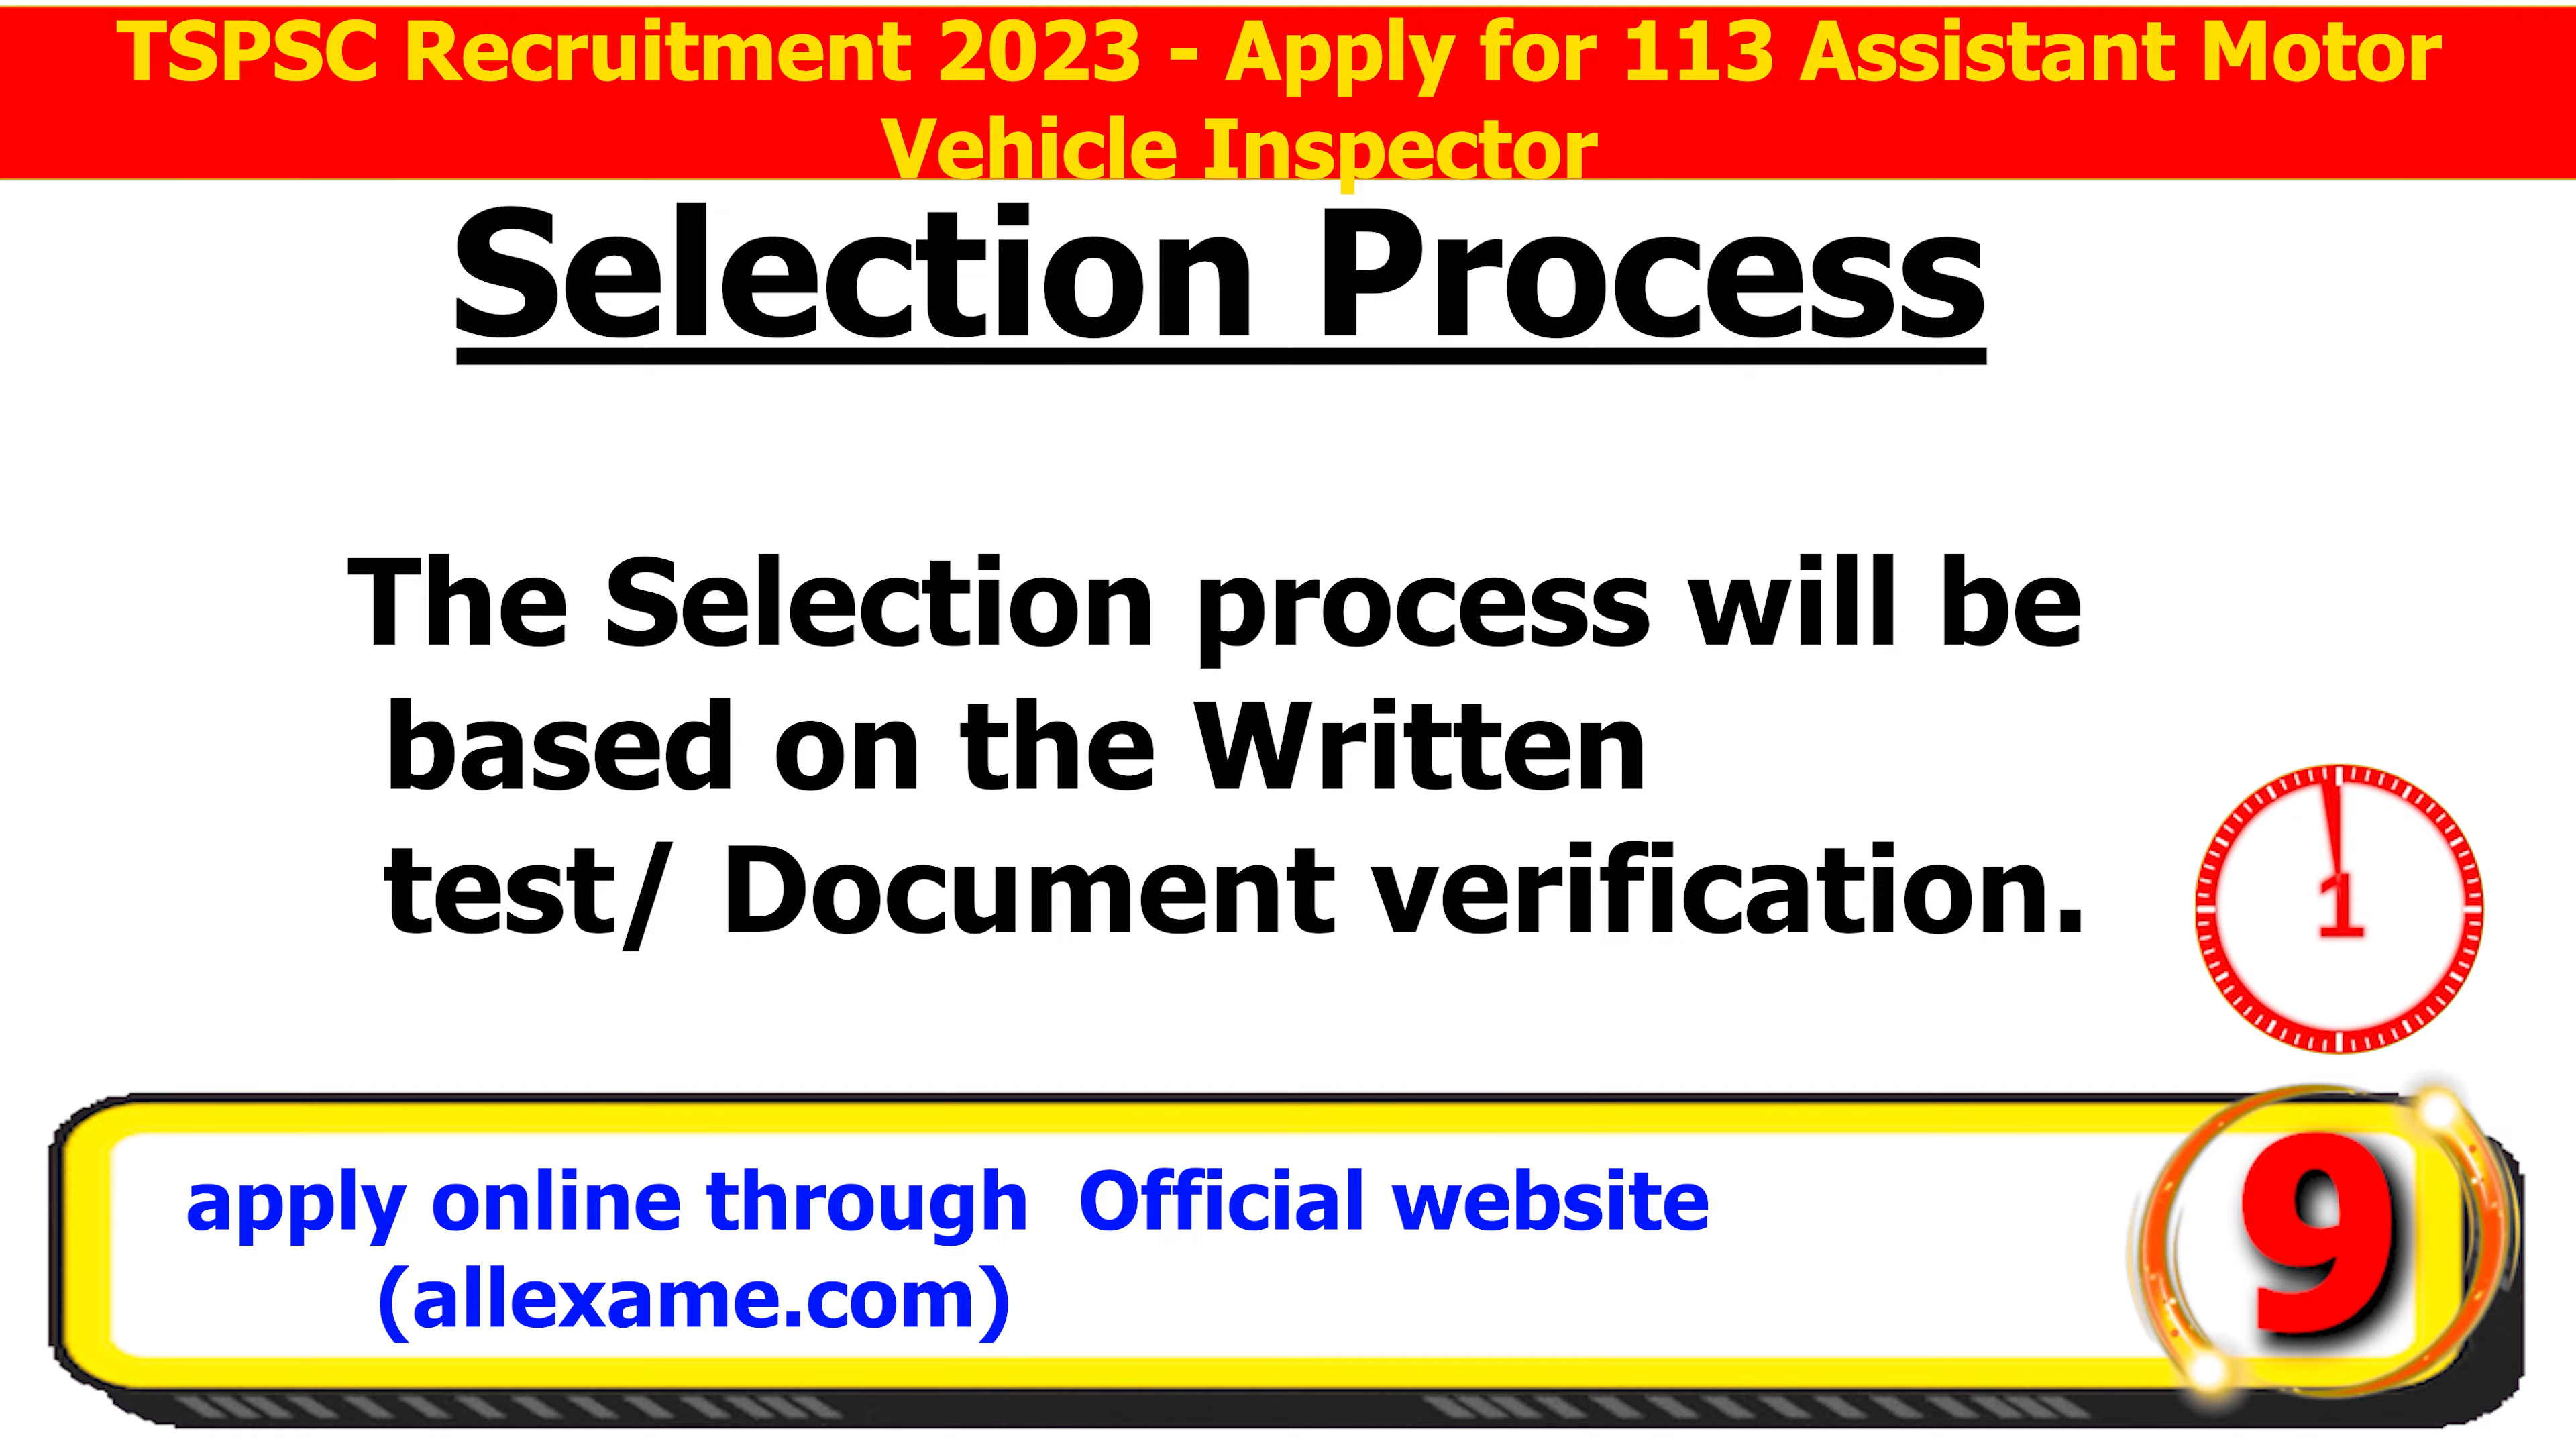 TSPSC Recruitment 2023 - Apply for 113 Assistant Motor
Vehicle Inspector
Selection Process
The Selection process will be
based on the Written
test/ Document verification.
1
apply online through  Official website
(allexame.com)
9